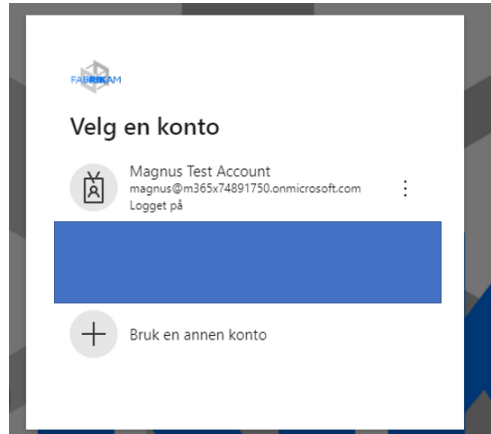 FABRIKAM
Velg en konto
Magnus Test Account
magnus@m365x74891750.onmicrosoft.com
Logget på
Bruk en annen konto